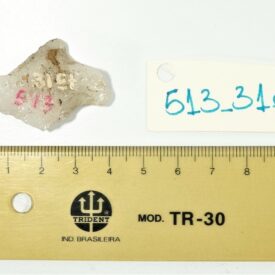 513
513_31
1 2 3 4 5 6 7 8
TRIDENT
IND. BRASILEIRA
MOD. TR-30